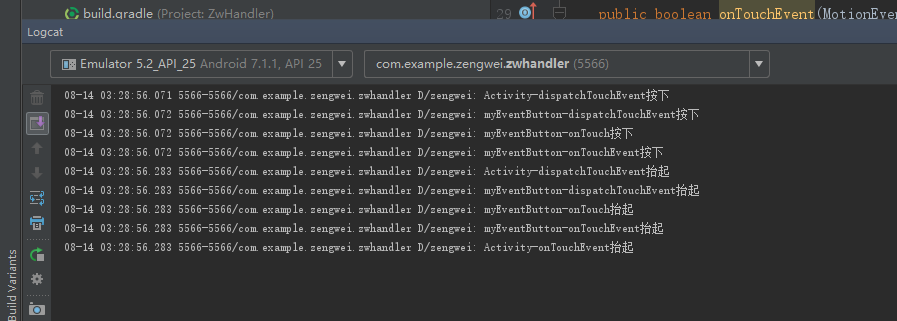 build.gradle (Project: ZwHandler)
29
public boolean onTouchEvent(MotionEve
Logcat
Emulator 5.2_API_25 Android 7.1.1, API 25
com.example.zengwei.zwhandler (5566)
08-14 03:28:56.071 5566-5566/com.example.zengwei.zwhandler D/zengwei: Activity-dispatchTouchEvent按下
08-14 03:28:56.072 5566-5566/com.example.zengwei.zwhandler D/zengwei: myEventButton-dispatchTouchEvent按下
08-14 03:28:56.072 5566-5566/com.example.zengwei.zwhandler D/zengwei: myEventButton-onTouch按下
08-14 03:28:56.072 5566-5566/com.example.zengwei.zwhandler D/zengwei: myEventButton-onTouchEvent按下
08-14 03:28:56.283 5566-5566/com.example.zengwei.zwhandler D/zengwei: Activity-dispatchTouchEvent抬起
08-14 03:28:56.283 5566-5566/com.example.zengwei.zwhandler D/zengwei: myEventButton-dispatchTouchEvent抬起
08-14 03:28:56.283 5566-5566/com.example.zengwei.zwhandler D/zengwei: myEventButton-onTouch抬起
08-14 03:28:56.283 5566-5566/com.example.zengwei.zwhandler D/zengwei: myEventButton-onTouchEvent抬起
08-14 03:28:56.283 5566-5566/com.example.zengwei.zwhandler D/zengwei: Activity-onTouchEvent抬起
Build Variants